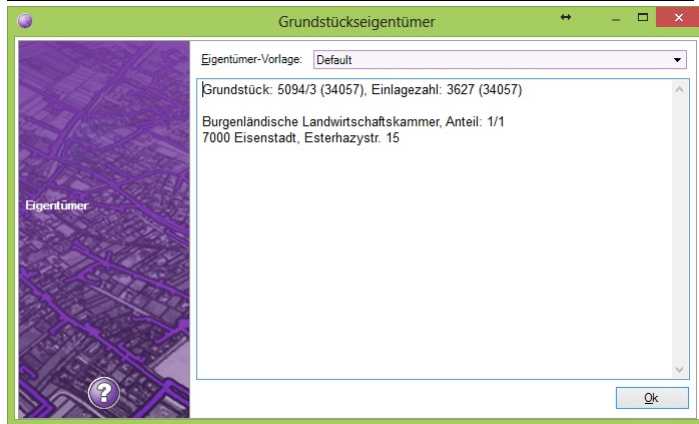 Grundstückseigentümer
Eigentümer-Vorlage: Default
Grundstück: 5094/3 (34057), Einlagezahl: 3627 (34057)
Burgenländische Landwirtschaftskammer, Anteil: 1/1
7000 Eisenstadt, Esterhazystr. 15
Eigentümer
?
Ok